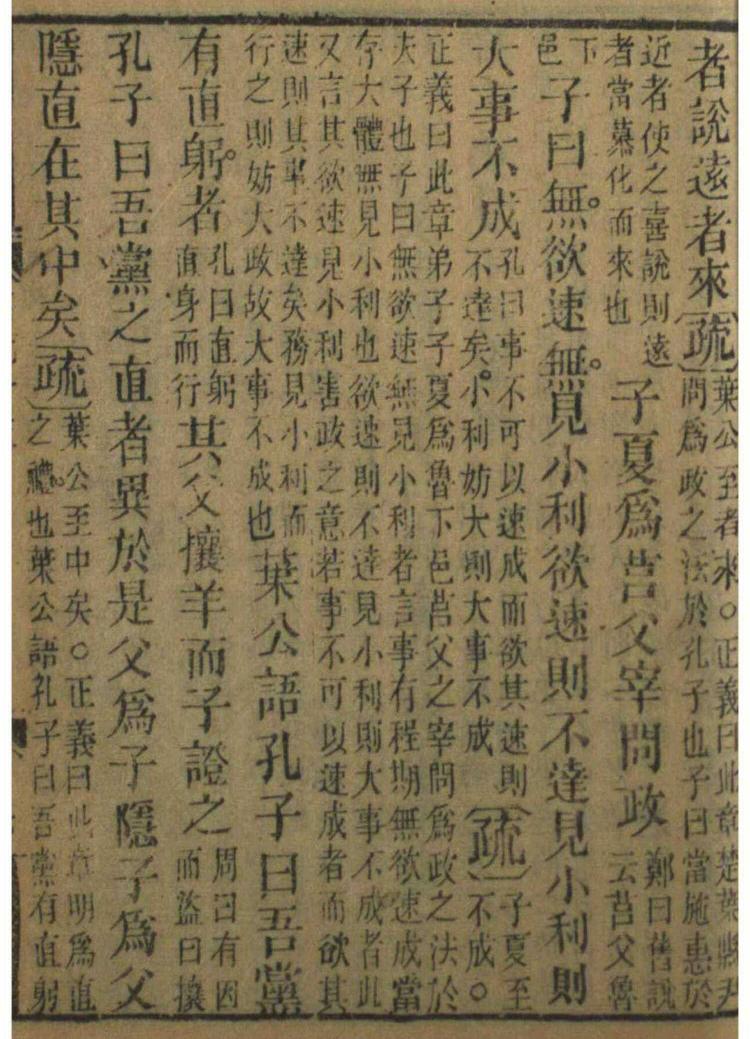 者說遠者來〔疏〕葉公至者來○正義曰此章楚葉縣尹
問爲政之法於孔子也子曰當施惠於
近者使之喜說則遠
者當慕化而來也
子夏爲莒父宰問政
鄭曰舊說
云莒父魯
下
邑
子曰無。欲速無。見小利欲速則不達見小利則
大事不成
孔曰事不可以速成而欲其速則
不達矣。小利妨大則大事不成
〔疏〕
子夏至
不成○
正義曰此章弟子子夏爲魯下邑莒父之宰問爲政之法於
夫子也子曰無欲速無見小利者言事有程期無欲速成當
存大體無見小利也欲速則不達見小利則大事不成者此
又言其欲速見小利害政之意若事不可以速成者而欲其
速則其事不達矣務見小利而
行之則妨大政故大事不成也
葉公語孔子曰吾黨
有直躬。者
孔曰直躬
直身而行
其父攘羊而子證之
周曰有因
而盜曰攘
孔子曰吾黨之直者異於是父爲子隱子爲父
隱直在其中矣〔疏〕
葉公至中矣○正義曰此章明爲直
之禮。也葉公語孔子曰吾黨有直躬